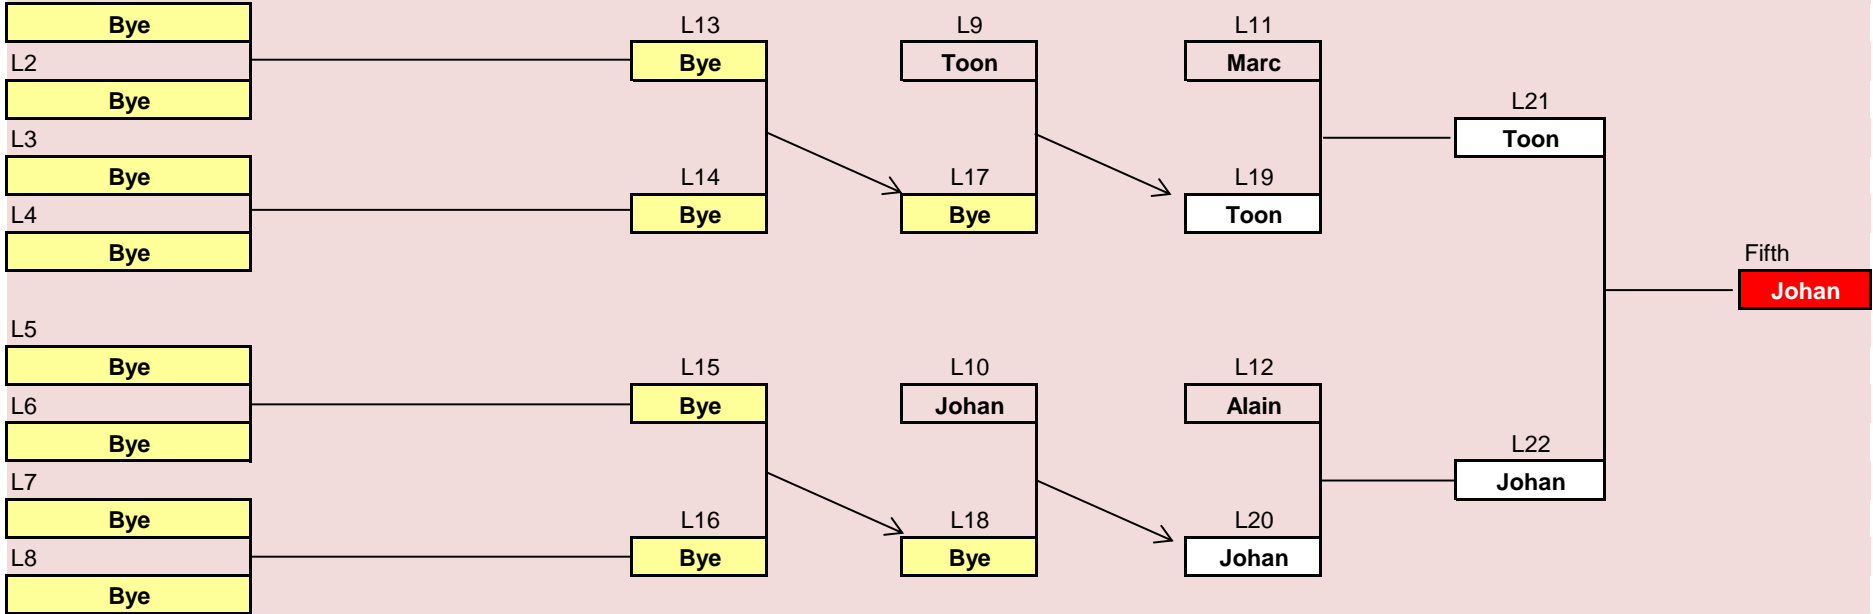 Bye
L2
Bye
L3
Bye
L4
Bye
L5
Bye
L6
Bye
L7
Bye
L8
Bye
L13
Bye
L14
Bye
L15
Bye
L16
Bye
L9
Toon
L17
Bye
L10
Johan
L18
Bye
L11
Marc
L19
Toon
L12
Alain
L20
Johan
L21
Toon
L22
Johan
Fifth
Johan